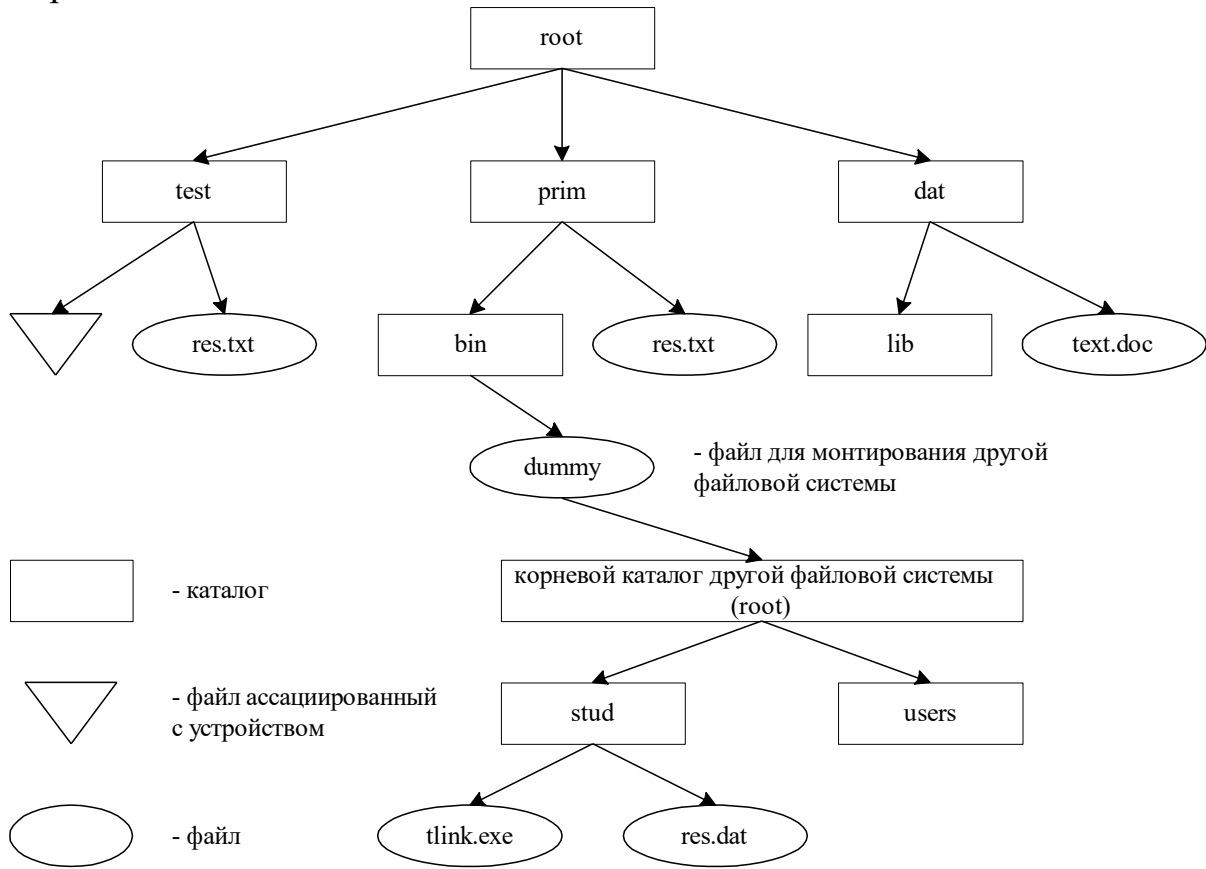 root
test
prim
dat
res.txt
bin
res.txt
lib
text.doc
dummy
- файл для монтирования другой
файловой системы
- каталог
корневой каталог другой файловой системы
(root)
- файл ассациированный
с устройством
stud
users
- файл
tlink.exe
res.dat